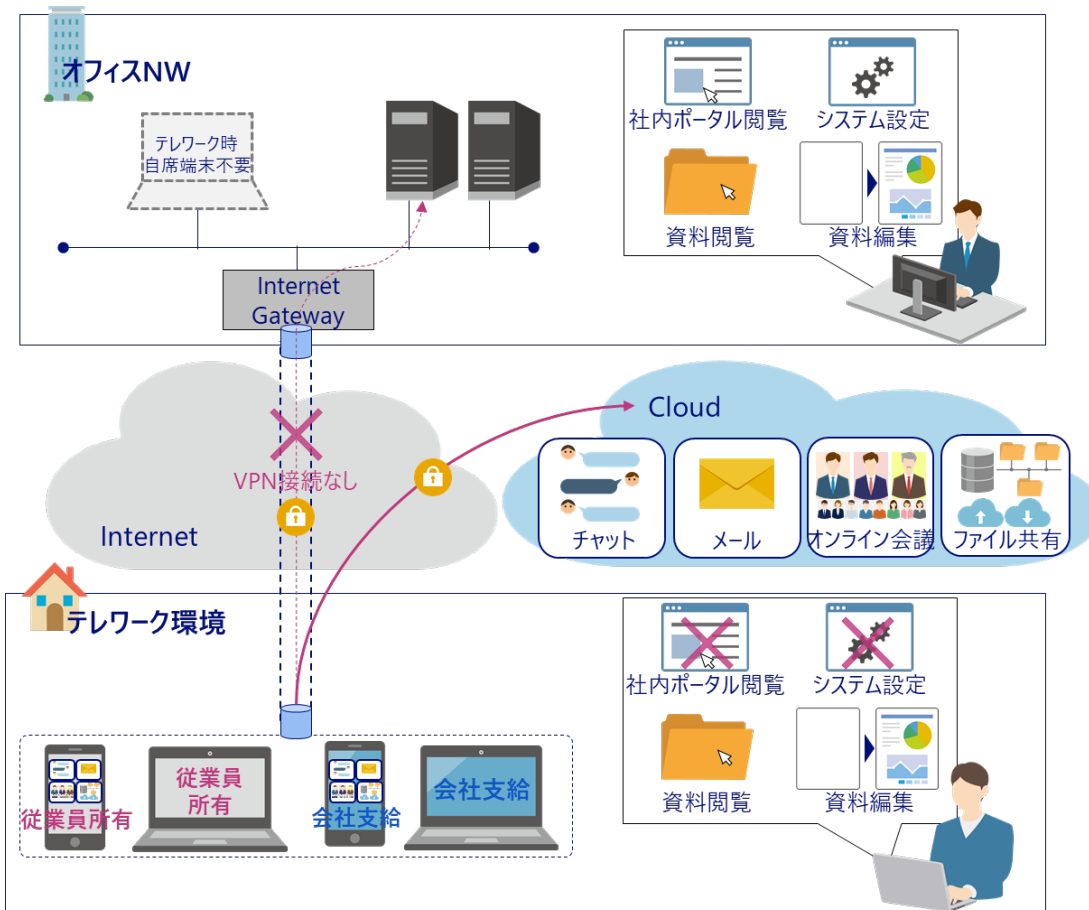 オフィスNW
テレワーク時
自席端末不要
社内ポータル閲覧
システム設定
資料閲覧
資料編集
Internet
Gateway
Cloud
VPN接続なし
Internet
チャット
メール
オンライン会議
ファイル共有
テレワーク環境
社内ポータル閲覧
システム設定
資料閲覧
資料編集
従業員所有
従業員
所有
会社支給
会社支給